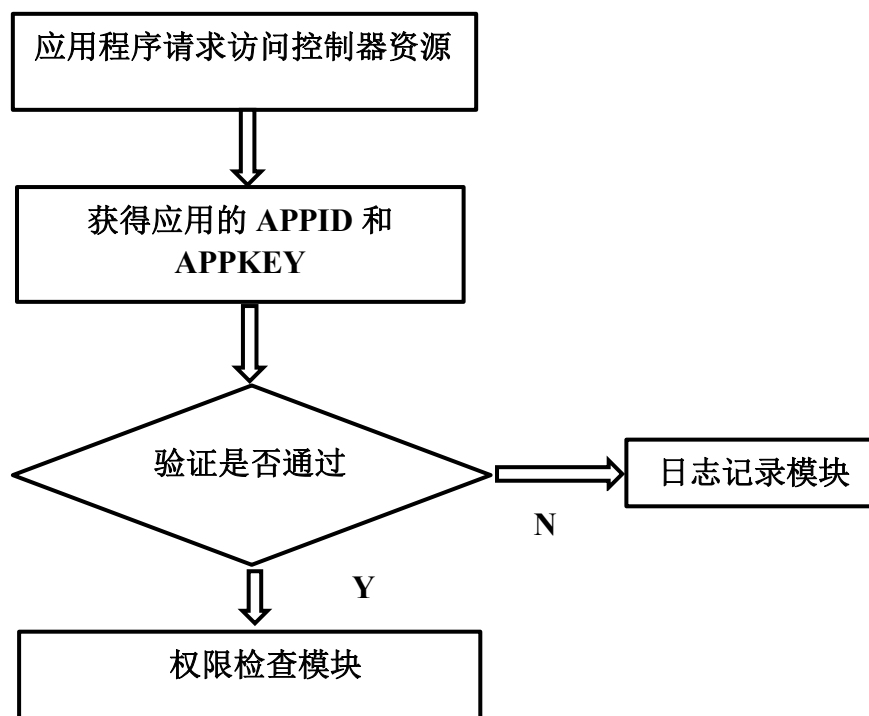 应用程序请求访问控制器资源
获得应用的 APPID 和
APPKEY
验证是否通过
日志记录模块
N
Y
权限检查模块